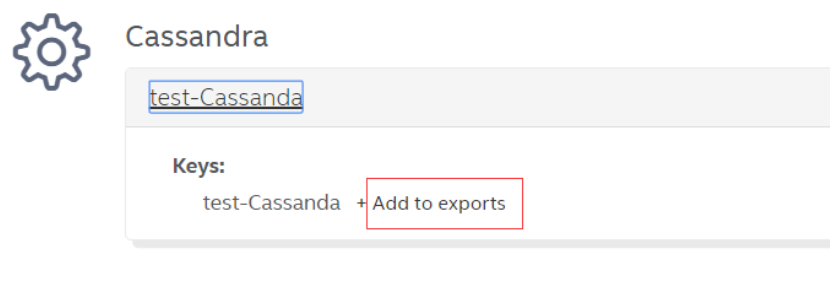 Cassandra
test-Cassanda
Keys:
test-Cassanda + Add to exports